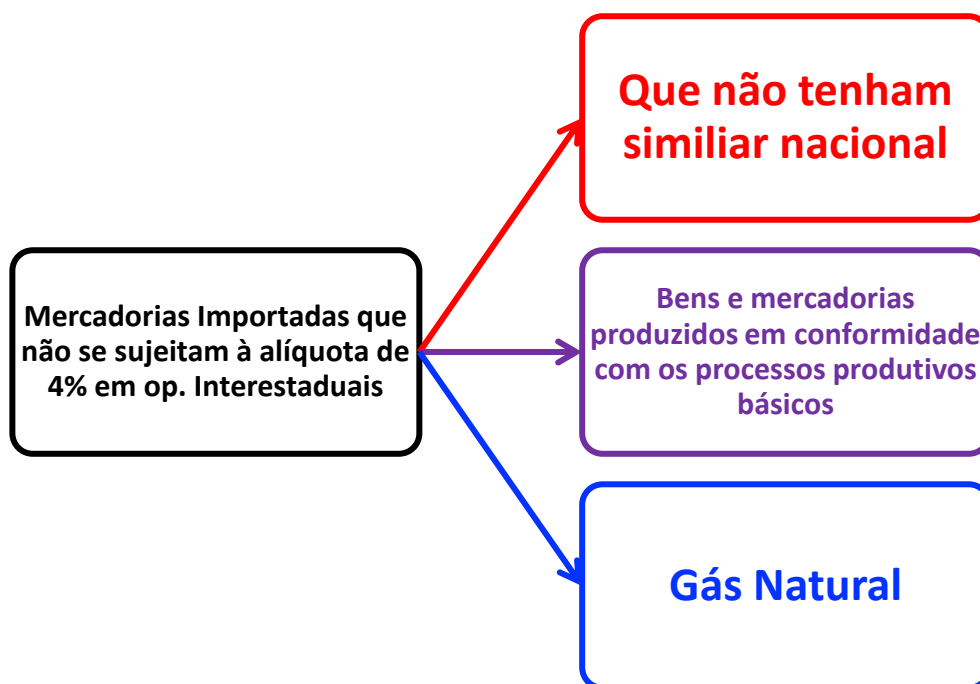 Que não tenham
similiar nacional
Mercadorias Importadas que
não se sujeitam à alíquota de
4% em op. Interestaduais
Bens e mercadorias
produzidos em conformidade
com os processos produtivos
básicos
Gás Natural